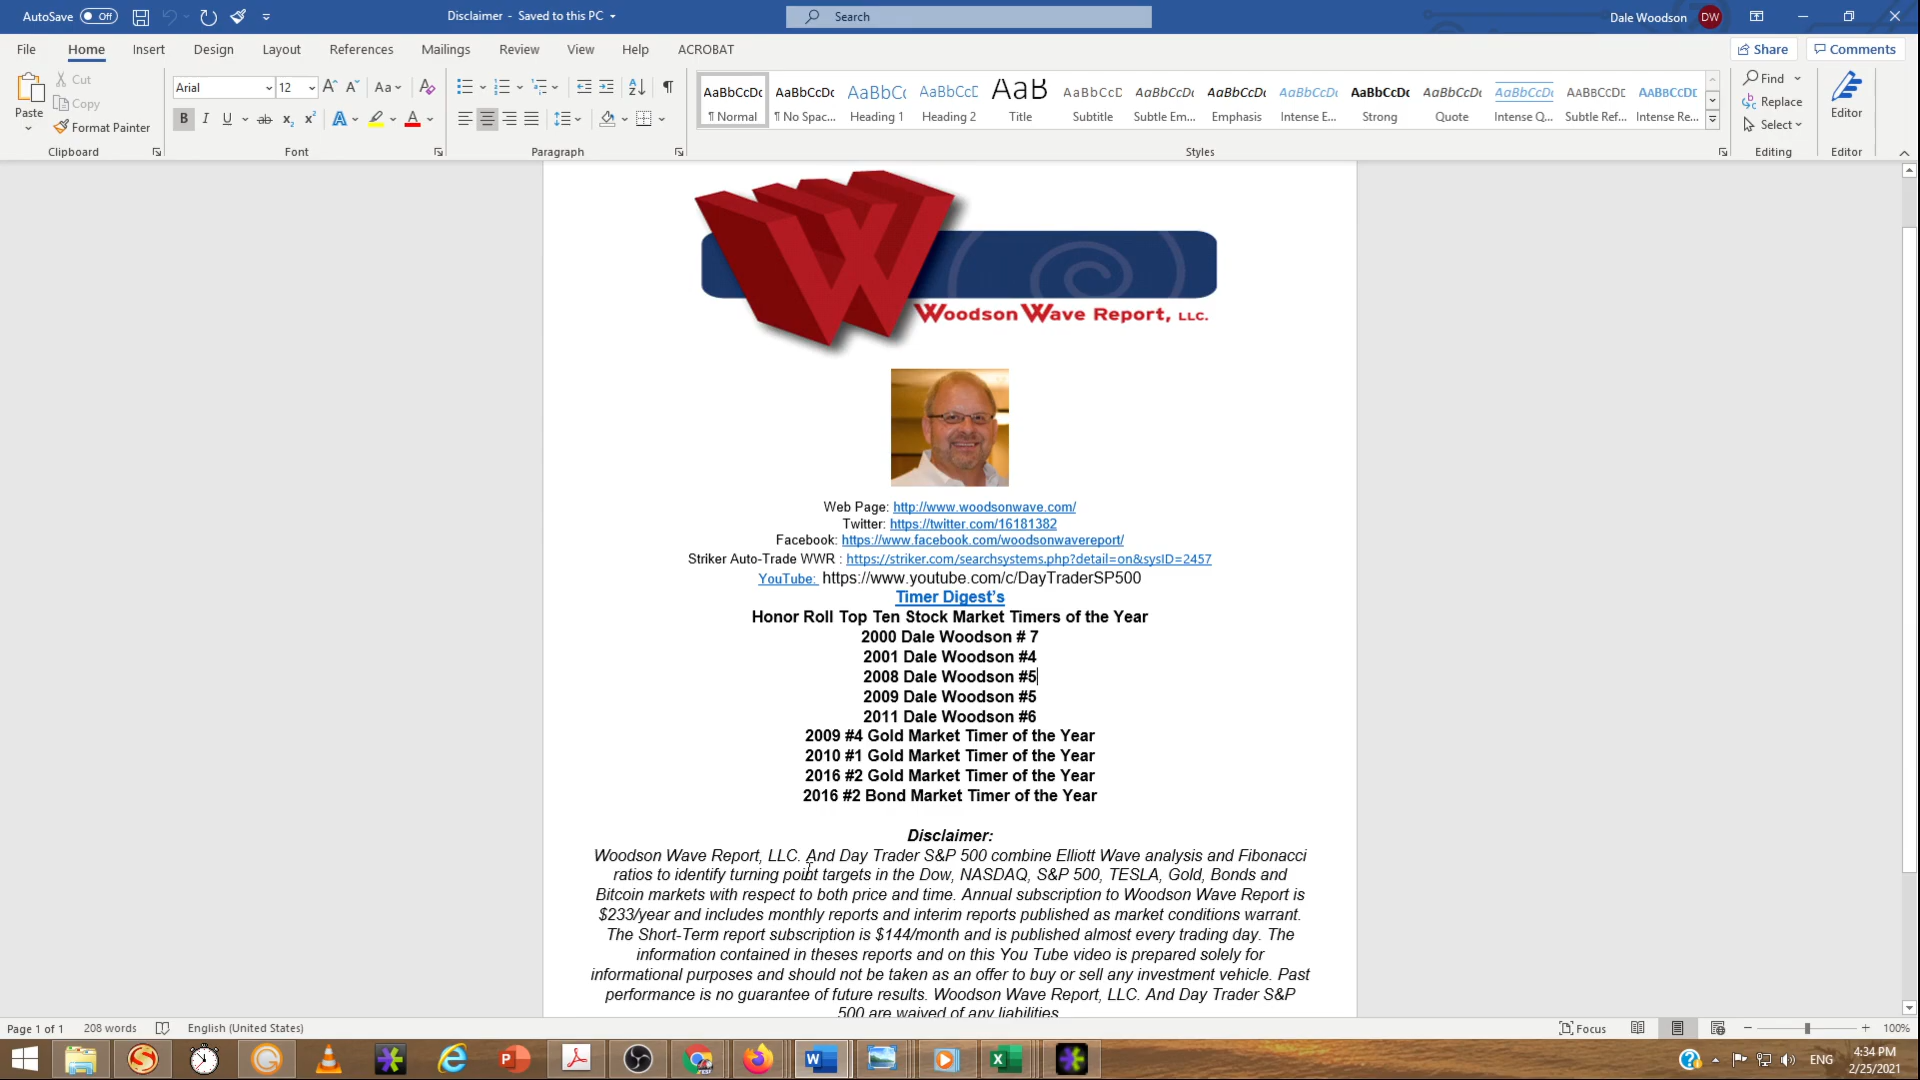 AutoSave Off Disclaimer - Saved to this PC Search Dale Woodson DW
File Home Insert Design Layout References Mailings Review View Help ACROBAT Share Comments
Paste Cut Copy Format Painter
Arial 12 Aa
AaBbCcDc AaBbCcDc AaBbCc AaBbCcD AaB AaBbCcD AaBbCcDc AaBbCcDc AaBbCcDc AaBbCcDc AaBbCcDc AaBbCcDc AABBCCDE AABBCCDE
¶ Normal ¶ No Spac... Heading 1 Heading 2 Title Subtitle Subtle Em... Emphasis Intense E... Strong Quote Intense Q... Subtle Ref... Intense Re...
Find Replace Select Editor
Clipboard Font Paragraph Styles Editing Editor
Woodson Wave Report, LLC.
Web Page: http://www.woodsonwave.com/
Twitter: https://twitter.com/16181382
Facebook: https://www.facebook.com/woodsonwavereport/
Striker Auto-Trade WWR : https://striker.com/searchsystems.php?detail=on&sysID=2457
YouTube: https://www.youtube.com/c/DayTraderSP500
Timer Digest's
Honor Roll Top Ten Stock Market Timers of the Year
2000 Dale Woodson # 7
2001 Dale Woodson #4
2008 Dale Woodson #5
2009 Dale Woodson #5
2011 Dale Woodson #6
2009 #4 Gold Market Timer of the Year
2010 #1 Gold Market Timer of the Year
2016 #2 Gold Market Timer of the Year
2016 #2 Bond Market Timer of the Year
Disclaimer:
Woodson Wave Report, LLC. And Day Trader S&P 500 combine Elliott Wave analysis and Fibonacci
ratios to identify turning point targets in the Dow, NASDAQ, S&P 500, TESLA, Gold, Bonds and
Bitcoin markets with respect to both price and time. Annual subscription to Woodson Wave Report is
$233/year and includes monthly reports and interim reports published as market conditions warrant.
The Short-Term report subscription is $144/month and is published almost every trading day. The
information contained in theses reports and on this You Tube video is prepared solely for
informational purposes and should not be taken as an offer to buy or sell any investment vehicle. Past
performance is no guarantee of future results. Woodson Wave Report, LLC. And Day Trader S&P
500 are waived of any liabilities
Page 1 of 1 208 words English (United States) Focus 100%
ENG 4:34 PM
2/25/2021